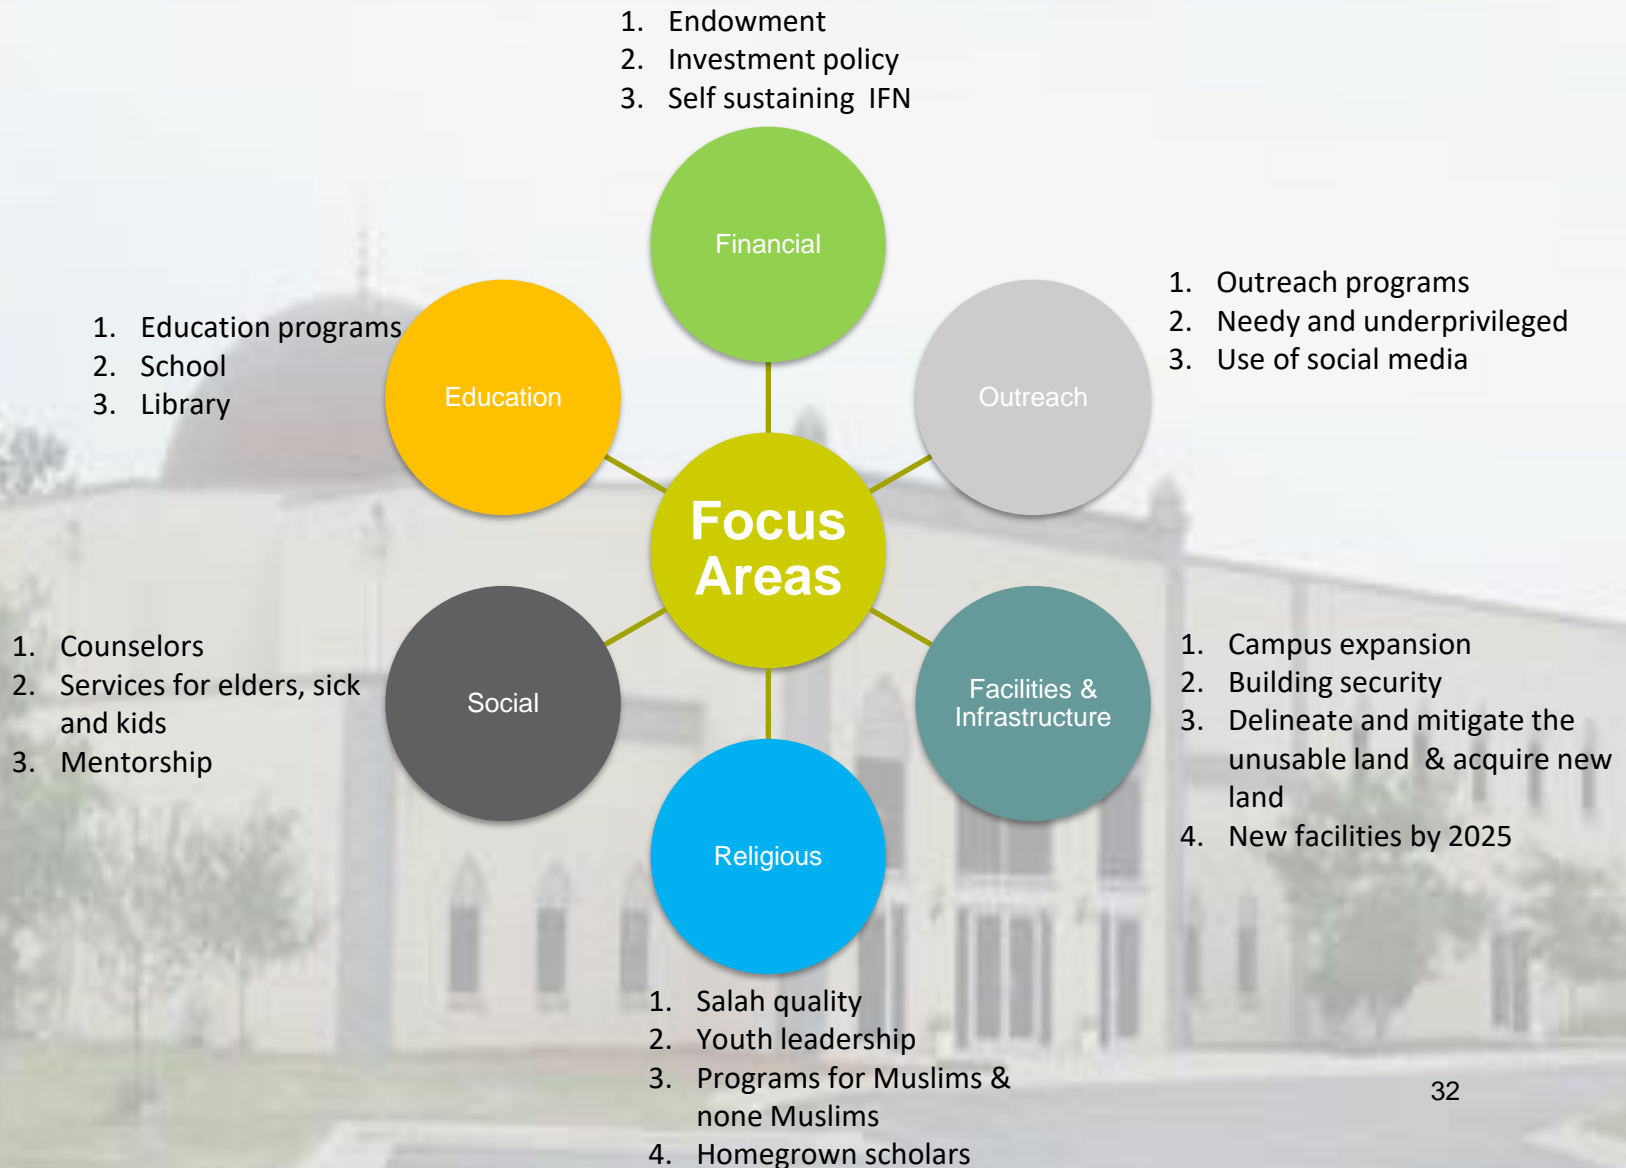 1. Endowment
2. Investment policy
3. Self sustaining IFN
Financial
1. Outreach programs
2. Needy and underprivileged
3. Use of social media
Outreach
1. Education programs
2. School
3. Library
Education
Focus
Areas
1. Counselors
2. Services for elders, sick
and kids
3. Mentorship
Social
Facilities &
Infrastructure
1. Campus expansion
2. Building security
3. Delineate and mitigate the
unusable land & acquire new
land
4. New facilities by 2025
Religious
1. Salah quality
2. Youth leadership
3. Programs for Muslims &
none Muslims
4. Homegrown scholars
32